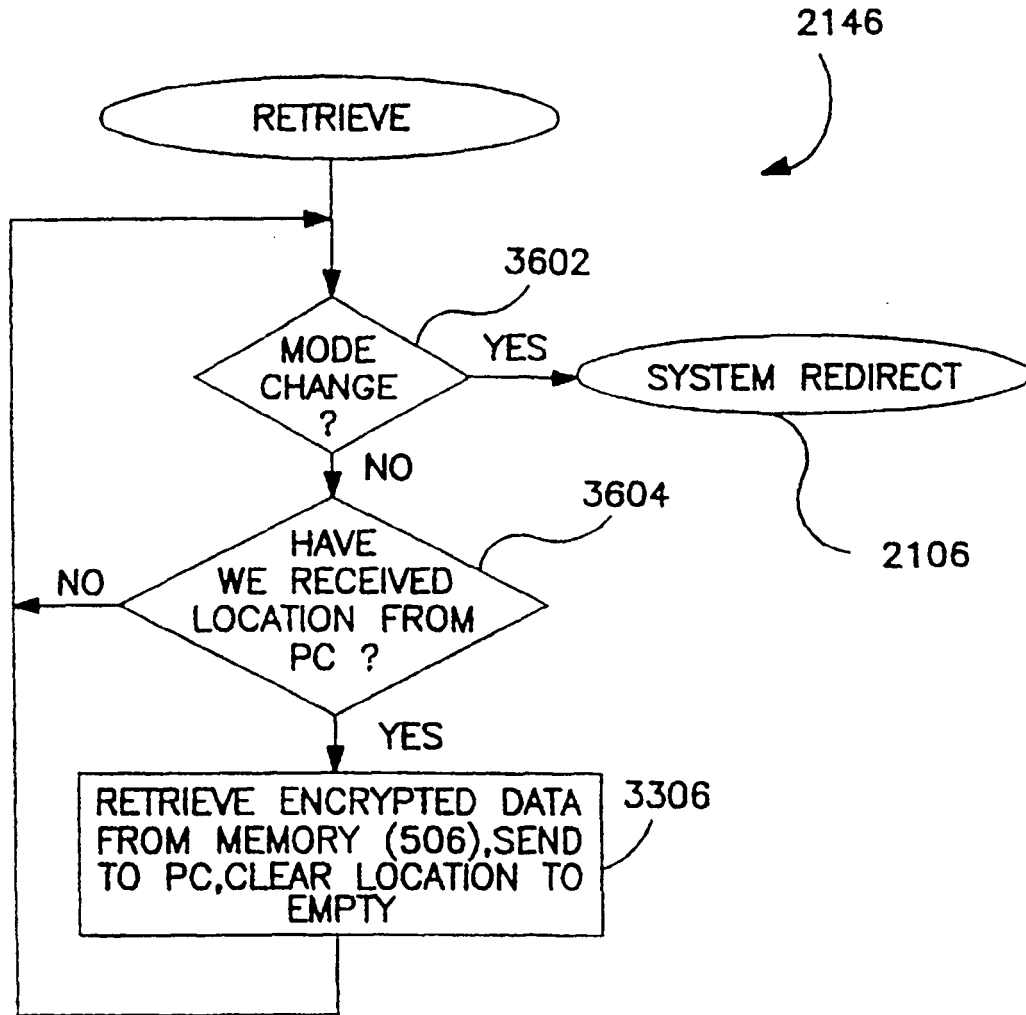 2146
RETRIEVE
3602
MODE
CHANGE
?
YES
SYSTEM REDIRECT
NO
2106
3604
HAVE
WE RECEIVED
LOCATION FROM
PC ?
NO
YES
3306
RETRIEVE ENCRYPTED DATA
FROM MEMORY (506),SEND
TO PC,CLEAR LOCATION TO
EMPTY